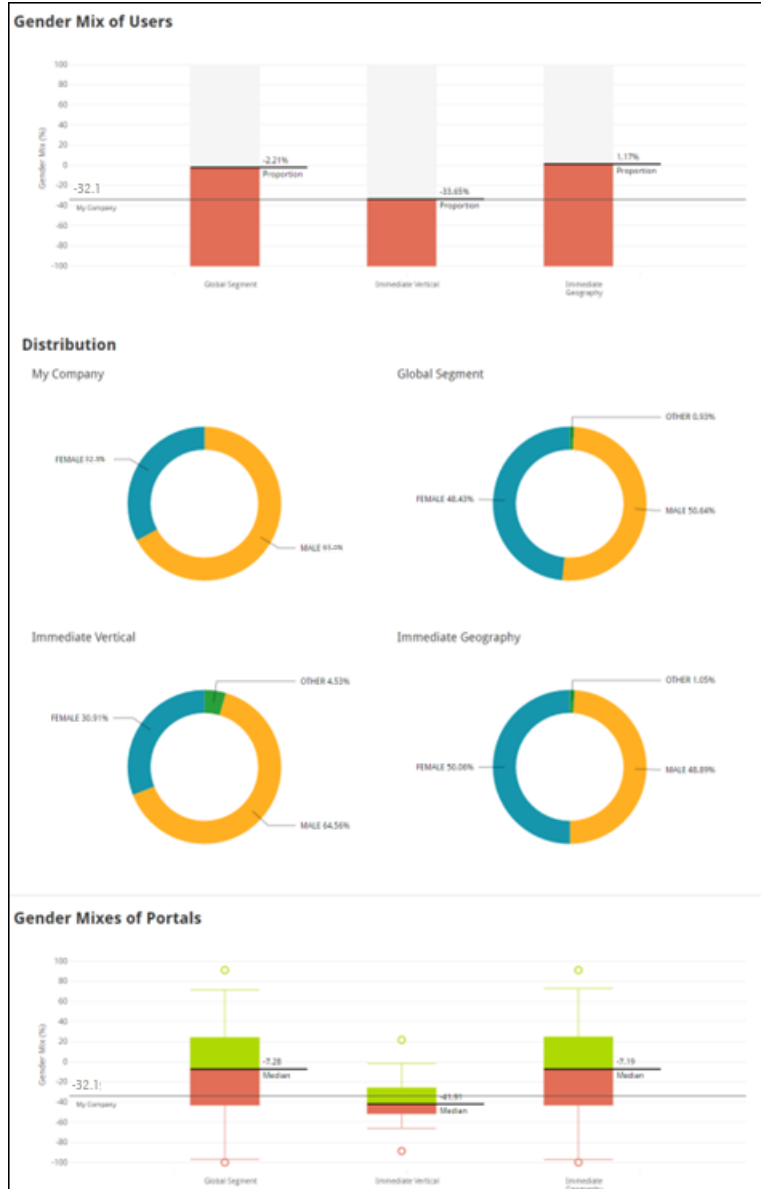 Gender Mix of Users
Gender Mix (%)
100
80
60
40
20
0
-20
-32.1
-40
My Company
-60
-80
-100
-2.21%
Proportion
-33.65%
Proportion
1.17%
Proportion
Global Segment
Immediate Vertical
Immediate
Geography
Distribution
My Company
FEMALE
MALE
Global Segment
OTHER 0.93%
FEMALE 48.43%
MALE 50.64%
Immediate Vertical
OTHER 4.53%
FEMALE 30.91%
MALE 64.56%
Immediate Geography
OTHER 1.05%
FEMALE 50.06%
MALE 48.89%
Gender Mixes of Portals
Gender Mix (%)
100
80
60
40
20
0
-20
-32.1
-40
My Company
-60
-80
-100
-7.28
Median
-41.91
Median
-7.19
Median
Global Segment
Immediate Vertical
Immediate
Geography